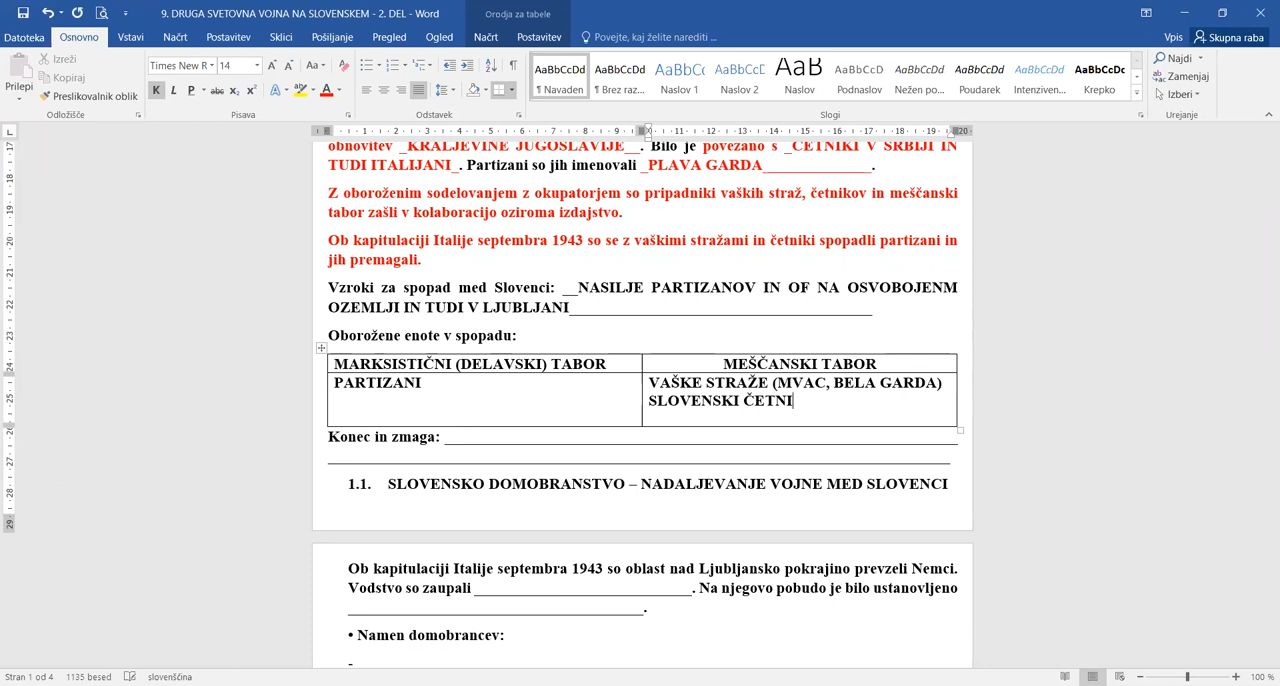 9. DRUGA SVETOVNA VOJNA NA SLOVENSKEM - 2. DEL - Word
Orodja za tabele
Datoteka Osnovno Vstavi Načrt Postavitev Sklici Pošiljanje Pregled Ogled Načrt Postavitev Povejte, kaj želite narediti ... Vpis Skupna raba
Prilepi
Izreži
Kopiraj
Preslikovalnik oblik
Odložišče
Times New R 14
K L P abc x₂ x²
Pisava
Odstavek
AaBbCcDd AaBbCcDd AaBbC( AaBbCcD AaB AaBbCcD AaBbCcDd AaBbCcDd AaBbCcDd AaBbCcDc
¶ Navaden ¶ Brez raz... Naslov 1 Naslov 2 Naslov Podnaslov Nežen po... Poudarek Intenziven... Krepko
Slogi
Najdi
Zamenjaj
Izberi
Urejanje
obnovitev _KRALJEVINE JUGOSLAVIJE__. Bilo je povezano s _ČETNIKI V SRBIJI IN
TUDI ITALIJANI_. Partizani so jih imenovali _PLAVA GARDA______________.
Z oboroženim sodelovanjem z okupatorjem so pripadniki vaških straž, četnikov in meščanski
tabor zašli v kolaboracijo oziroma izdajstvo.
Ob kapitulaciji Italije septembra 1943 so se z vaškimi stražami in četniki spopadli partizani in
jih premagali.
Vzroki za spopad med Slovenci: __NASILJE PARTIZANOV IN OF NA OSVOBOJENM
OZEMLJI IN TUDI V LJUBLJANI_______________________________________
Oborožene enote v spopadu:
MARKSISTIČNI (DELAVSKI) TABOR MEŠČANSKI TABOR
PARTIZANI VAŠKE STRAŽE (MVAC, BELA GARDA)
SLOVENSKI ČETNI
Konec in zmaga: ___________________________________________________
________________________________________________________________
1.1. SLOVENSKO DOMOBRANSTVO – NADALJEVANJE VOJNE MED SLOVENCI
Ob kapitulaciji Italije septembra 1943 so oblast nad Ljubljansko pokrajino prevzeli Nemci.
Vodstvo so zaupali ____________________________. Na njegovo pobudo je bilo ustanovljeno
______________________________________.
• Namen domobrancev:
-
Stran 1 od 4 1135 besed slovenščina 100 %